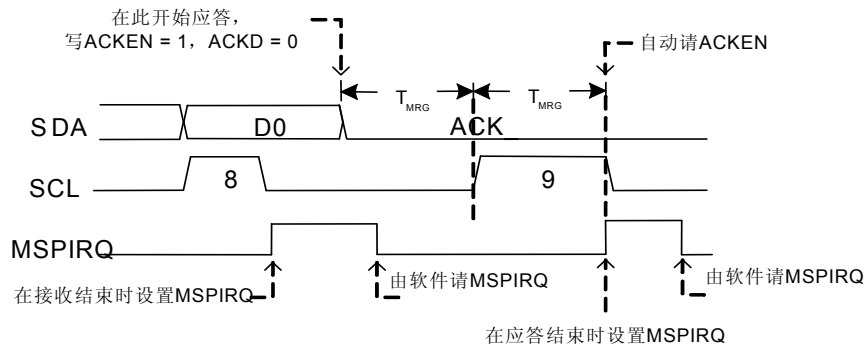 在此开始应答，
写ACKEN = 1，ACKD = 0
自动请ACKEN
TMRG
TMRG
SDA
D0
ACK
SCL
8
9
MSPIRQ
在接收结束时设置MSPIRQ
由软件请MSPIRQ
由软件请MSPIRQ
在应答结束时设置MSPIRQ